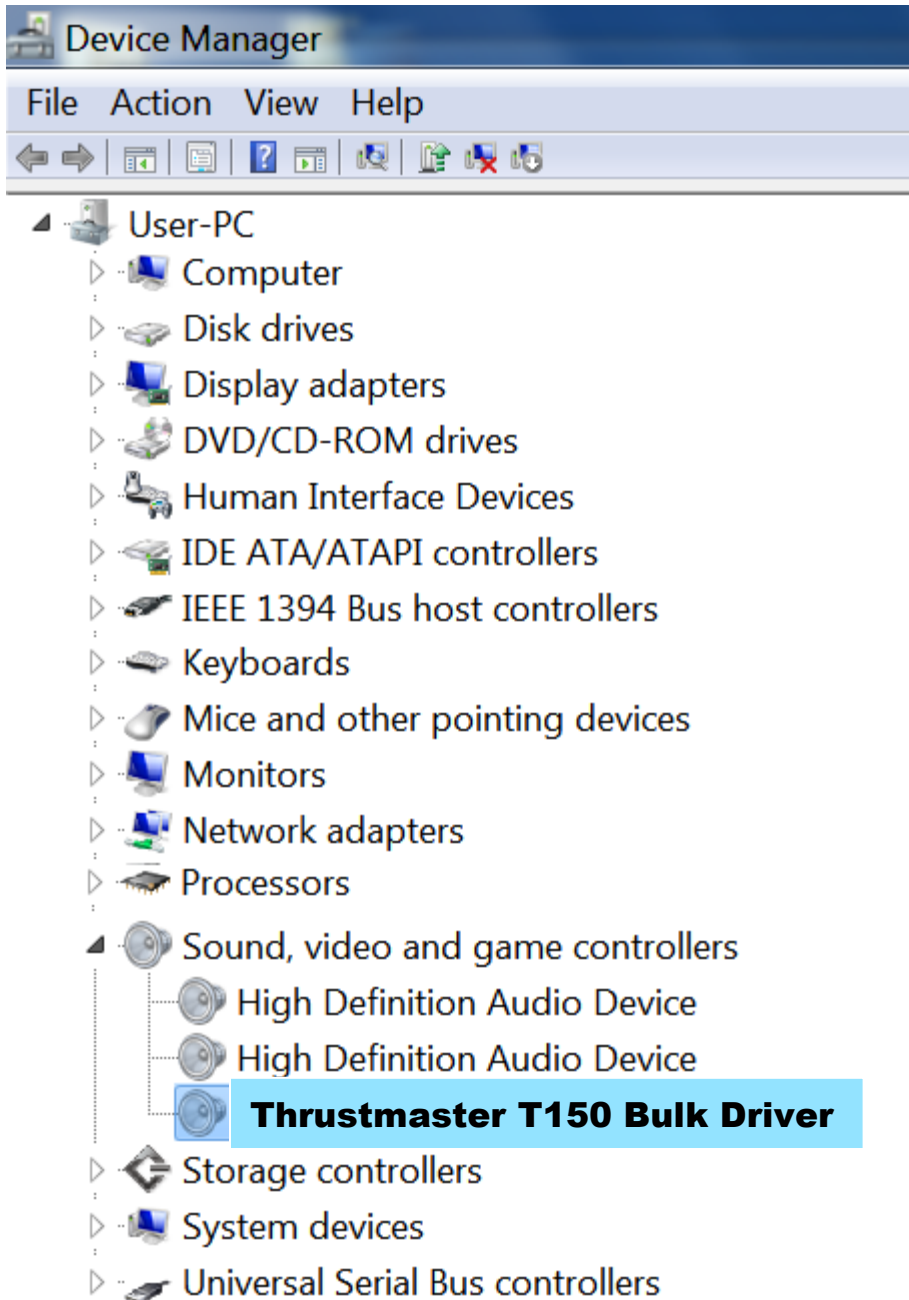 Device Manager
File Action View Help
?
User-PC
Computer
Disk drives
Display adapters
DVD/CD-ROM drives
Human Interface Devices
IDE ATA/ATAPI controllers
IEEE 1394 Bus host controllers
Keyboards
Mice and other pointing devices
Monitors
Network adapters
Processors
Sound, video and game controllers
High Definition Audio Device
High Definition Audio Device
Thrustmaster T150 Bulk Driver
Storage controllers
System devices
Universal Serial Bus controllers